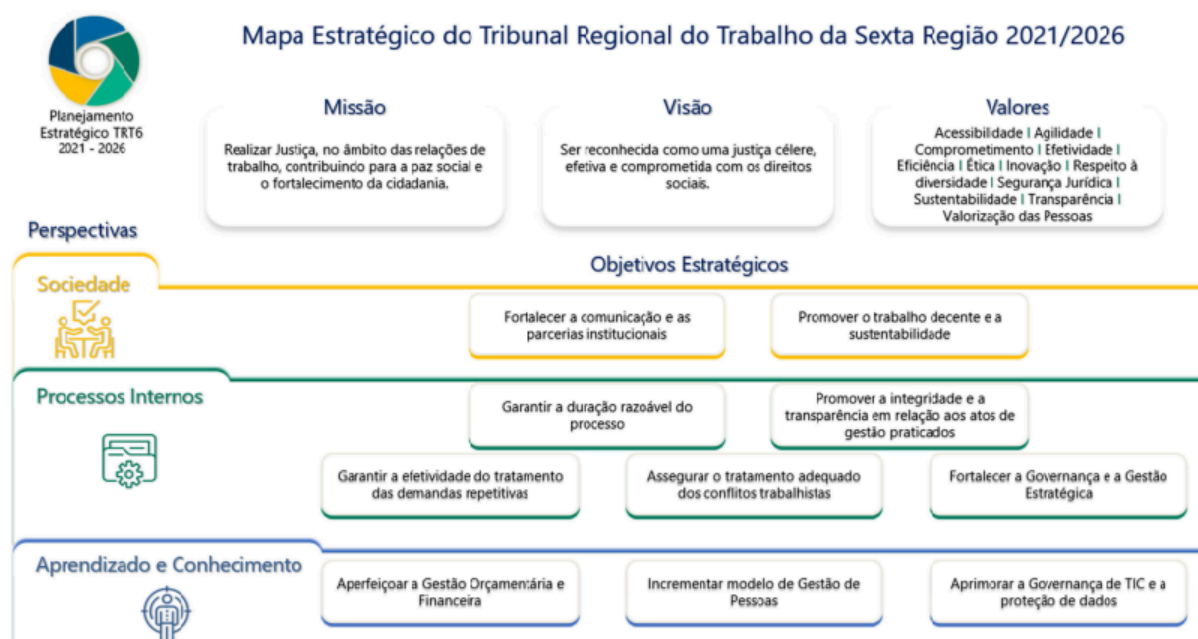 Mapa Estratégico do Tribunal Regional do Trabalho da Sexta Região 2021/2026
Planejamento
Estratégico TRT6
2021 - 2026
Missão
Realizar Justiça, no âmbito das relações de
trabalho, contribuindo para a paz social e
o fortalecimento da cidadania.
Visão
Ser reconhecida como uma justiça célere,
efetiva e comprometida com os direitos
sociais.
Valores
Acessibilidade I Agilidade I
Comprometimento I Efetividade I
Eficiência I Ética I Inovação I Respeito à
diversidade I Segurança Jurídica I
Sustentabilidade I Transparência I
Valorização das Pessoas
Perspectivas
Objetivos Estratégicos
Sociedade
Fortalecer a comunicação e as
parcerias institucionais
Promover o trabalho decente e a
sustentabilidade
Processos Internos
Garantir a duração razoável do
processo
Promover a integridade e a
transparência em relação aos atos de
gestão praticados
Garantir a efetividade do tratamento
das demandas repetitivas
Assegurar o tratamento adequado
dos conflitos trabalhistas
Fortalecer a Governança e a Gestão
Estratégica
Aprendizado e Conhecimento
Aperfeiçoar a Gestão Orçamentária e
Financeira
Incrementar modelo de Gestão de
Pessoas
Aprimorar a Governança de TIC e a
proteção de dados